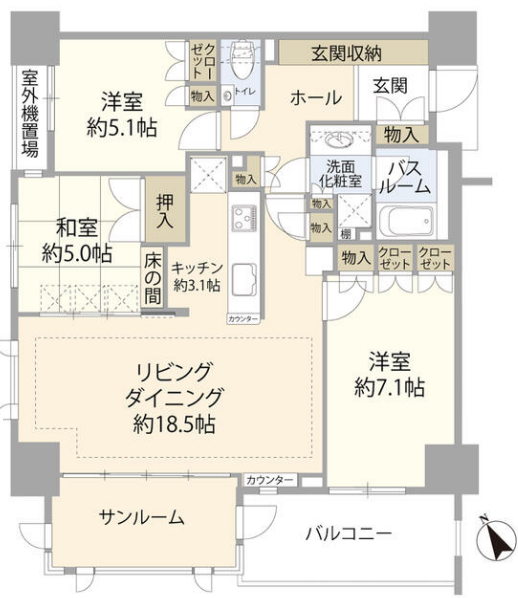 室外機置場
洋室
約5.1帖
クローゼット
物入
トイレ
玄関収納
ホール
玄関
物入
洗面
化粧室
バス
ルーム
物入
押入
和室
約5.0帖
床の間
キッチン
約3.1帖
カウンター
物入
物入
棚
物入
クローゼット
クローゼット
リビング
ダイニング
約18.5帖
洋室
約7.1帖
カウンター
サンルーム
バルコニー
N